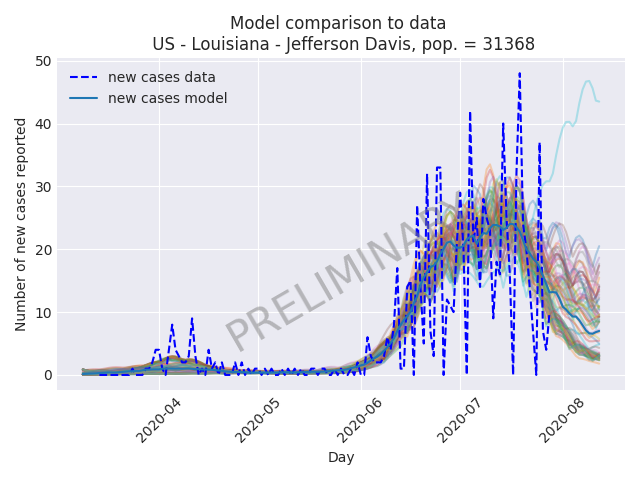 Model comparison to data
US - Louisiana - Jefferson Davis, pop. = 31368
new cases data
new cases model
PRELIMINARY
Number of new cases reported
50
40
30
20
10
0
2020-04
2020-05
2020-06
2020-07
2020-08
Day